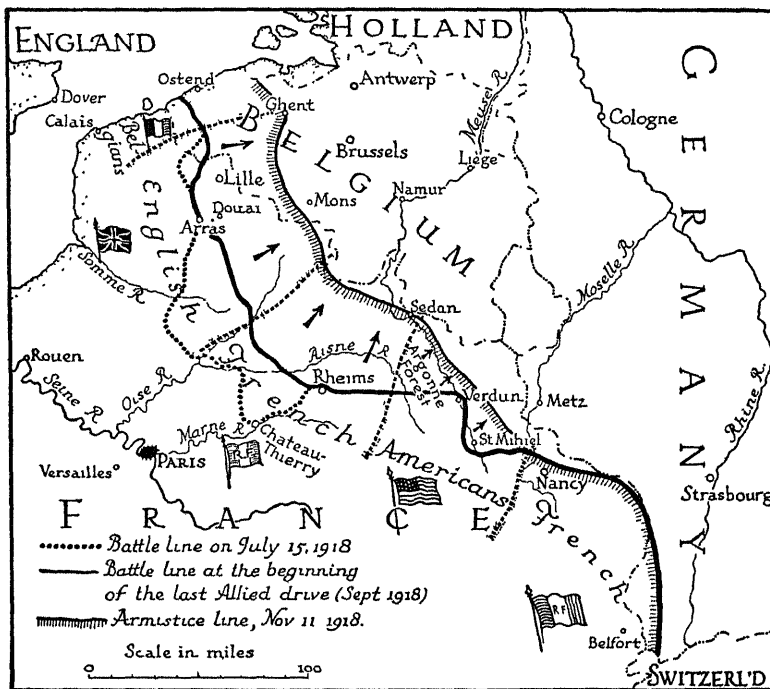 ENGLAND
HOLLAND
GERMANY
Ostend
Dover
Calais
Belgians
Antwerp
Ghent
Cologne
BELGIUM
Brussels
Meuse R
Liège
Lille
Namur
Douai
Mons
English
Arras
Somme R
Moselle R
Sedan
Rouen
Aisne R
Argonne
Forest
Seine R
Oise R
Rheims
Verdun
Metz
Rhine R
French
Marne R
Chateau-
Thierry
St Mihiel
Americans
PARIS
Versailles
Nancy
Strasbourg
FRANCE
French
RF
Belfort
SWITZERL'D
Battle line on July 15, 1918
Battle line at the beginning
of the last Allied drive (Sept 1918)
Armistice line, Nov 11 1918.
Scale in miles
0 100